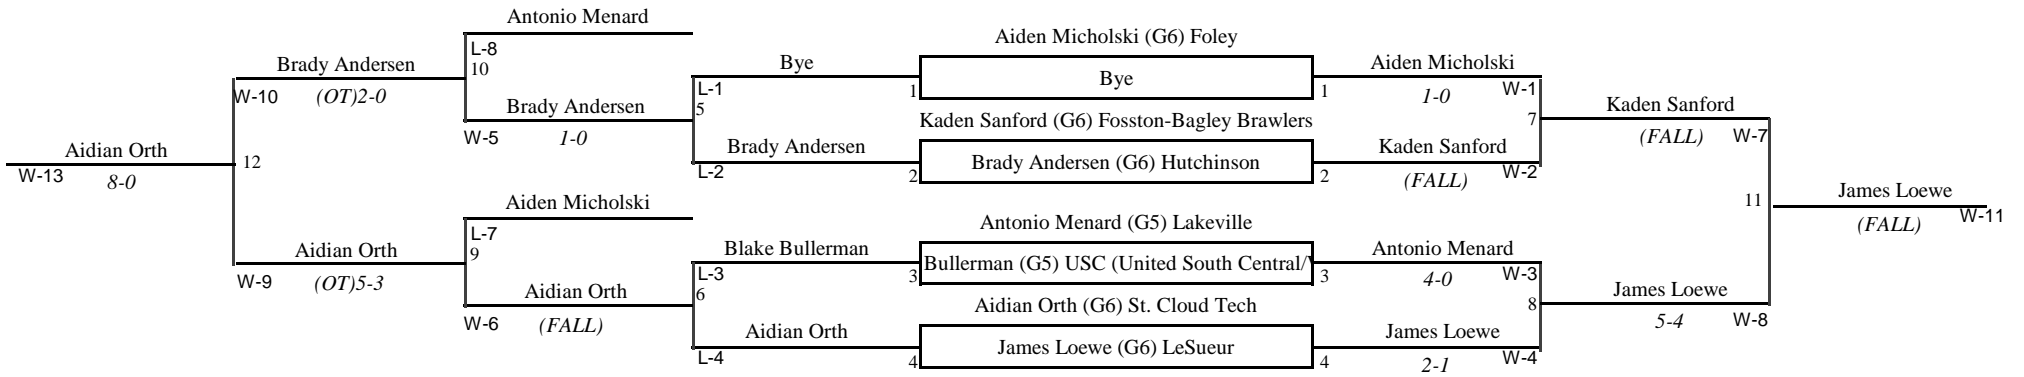 Antonio Menard
L-8
10
Brady Andersen
W-10
(OT)2-0
Brady Andersen
W-5
1-0
Aidian Orth
W-13
8-0
12
Aiden Micholski
L-7
9
Aidian Orth
W-9
(OT)5-3
Aidian Orth
W-6
(FALL)
Bye
L-1
5
Brady Andersen
L-2
Blake Bullerman
L-3
6
Aidian Orth
L-4
Aiden Micholski (G6) Foley
1 Bye 1
Kaden Sanford (G6) Fosston-Bagley Brawlers
2 Brady Andersen (G6) Hutchinson 2
Antonio Menard (G5) Lakeville
3 Bullerman (G5) USC (United South Central/ 3
Aidian Orth (G6) St. Cloud Tech
4 James Loewe (G6) LeSueur 4
Aiden Micholski
1-0
W-1
7
Kaden Sanford
(FALL)
W-2
Antonio Menard
4-0
W-3
8
James Loewe
2-1
W-4
Kaden Sanford
(FALL)
W-7
11
James Loewe
5-4
W-8
James Loewe
(FALL)
W-11